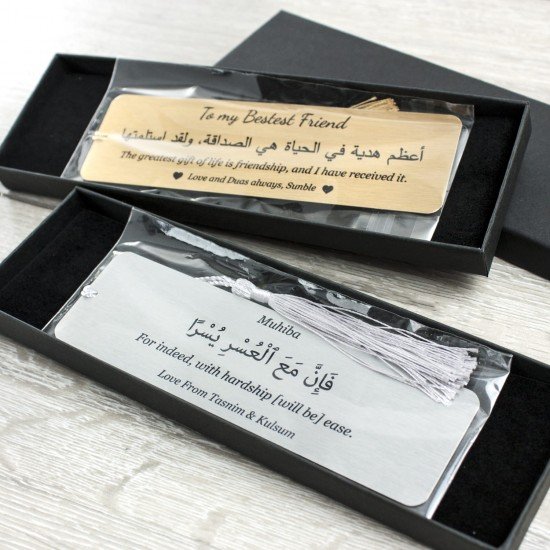 To my Bestest Friend
أعظم هدية في الحياة هي الصداقة، ولقد استلمتها
The greatest gift of life is friendship, and I have received it.
Love and Duas always, Sunble
Muhiba
فَإِنَّ مَعَ ٱلْعُسْرِ يُسْرًا
For indeed, with hardship [will be] ease.
Love From Tasnim & Kulsum